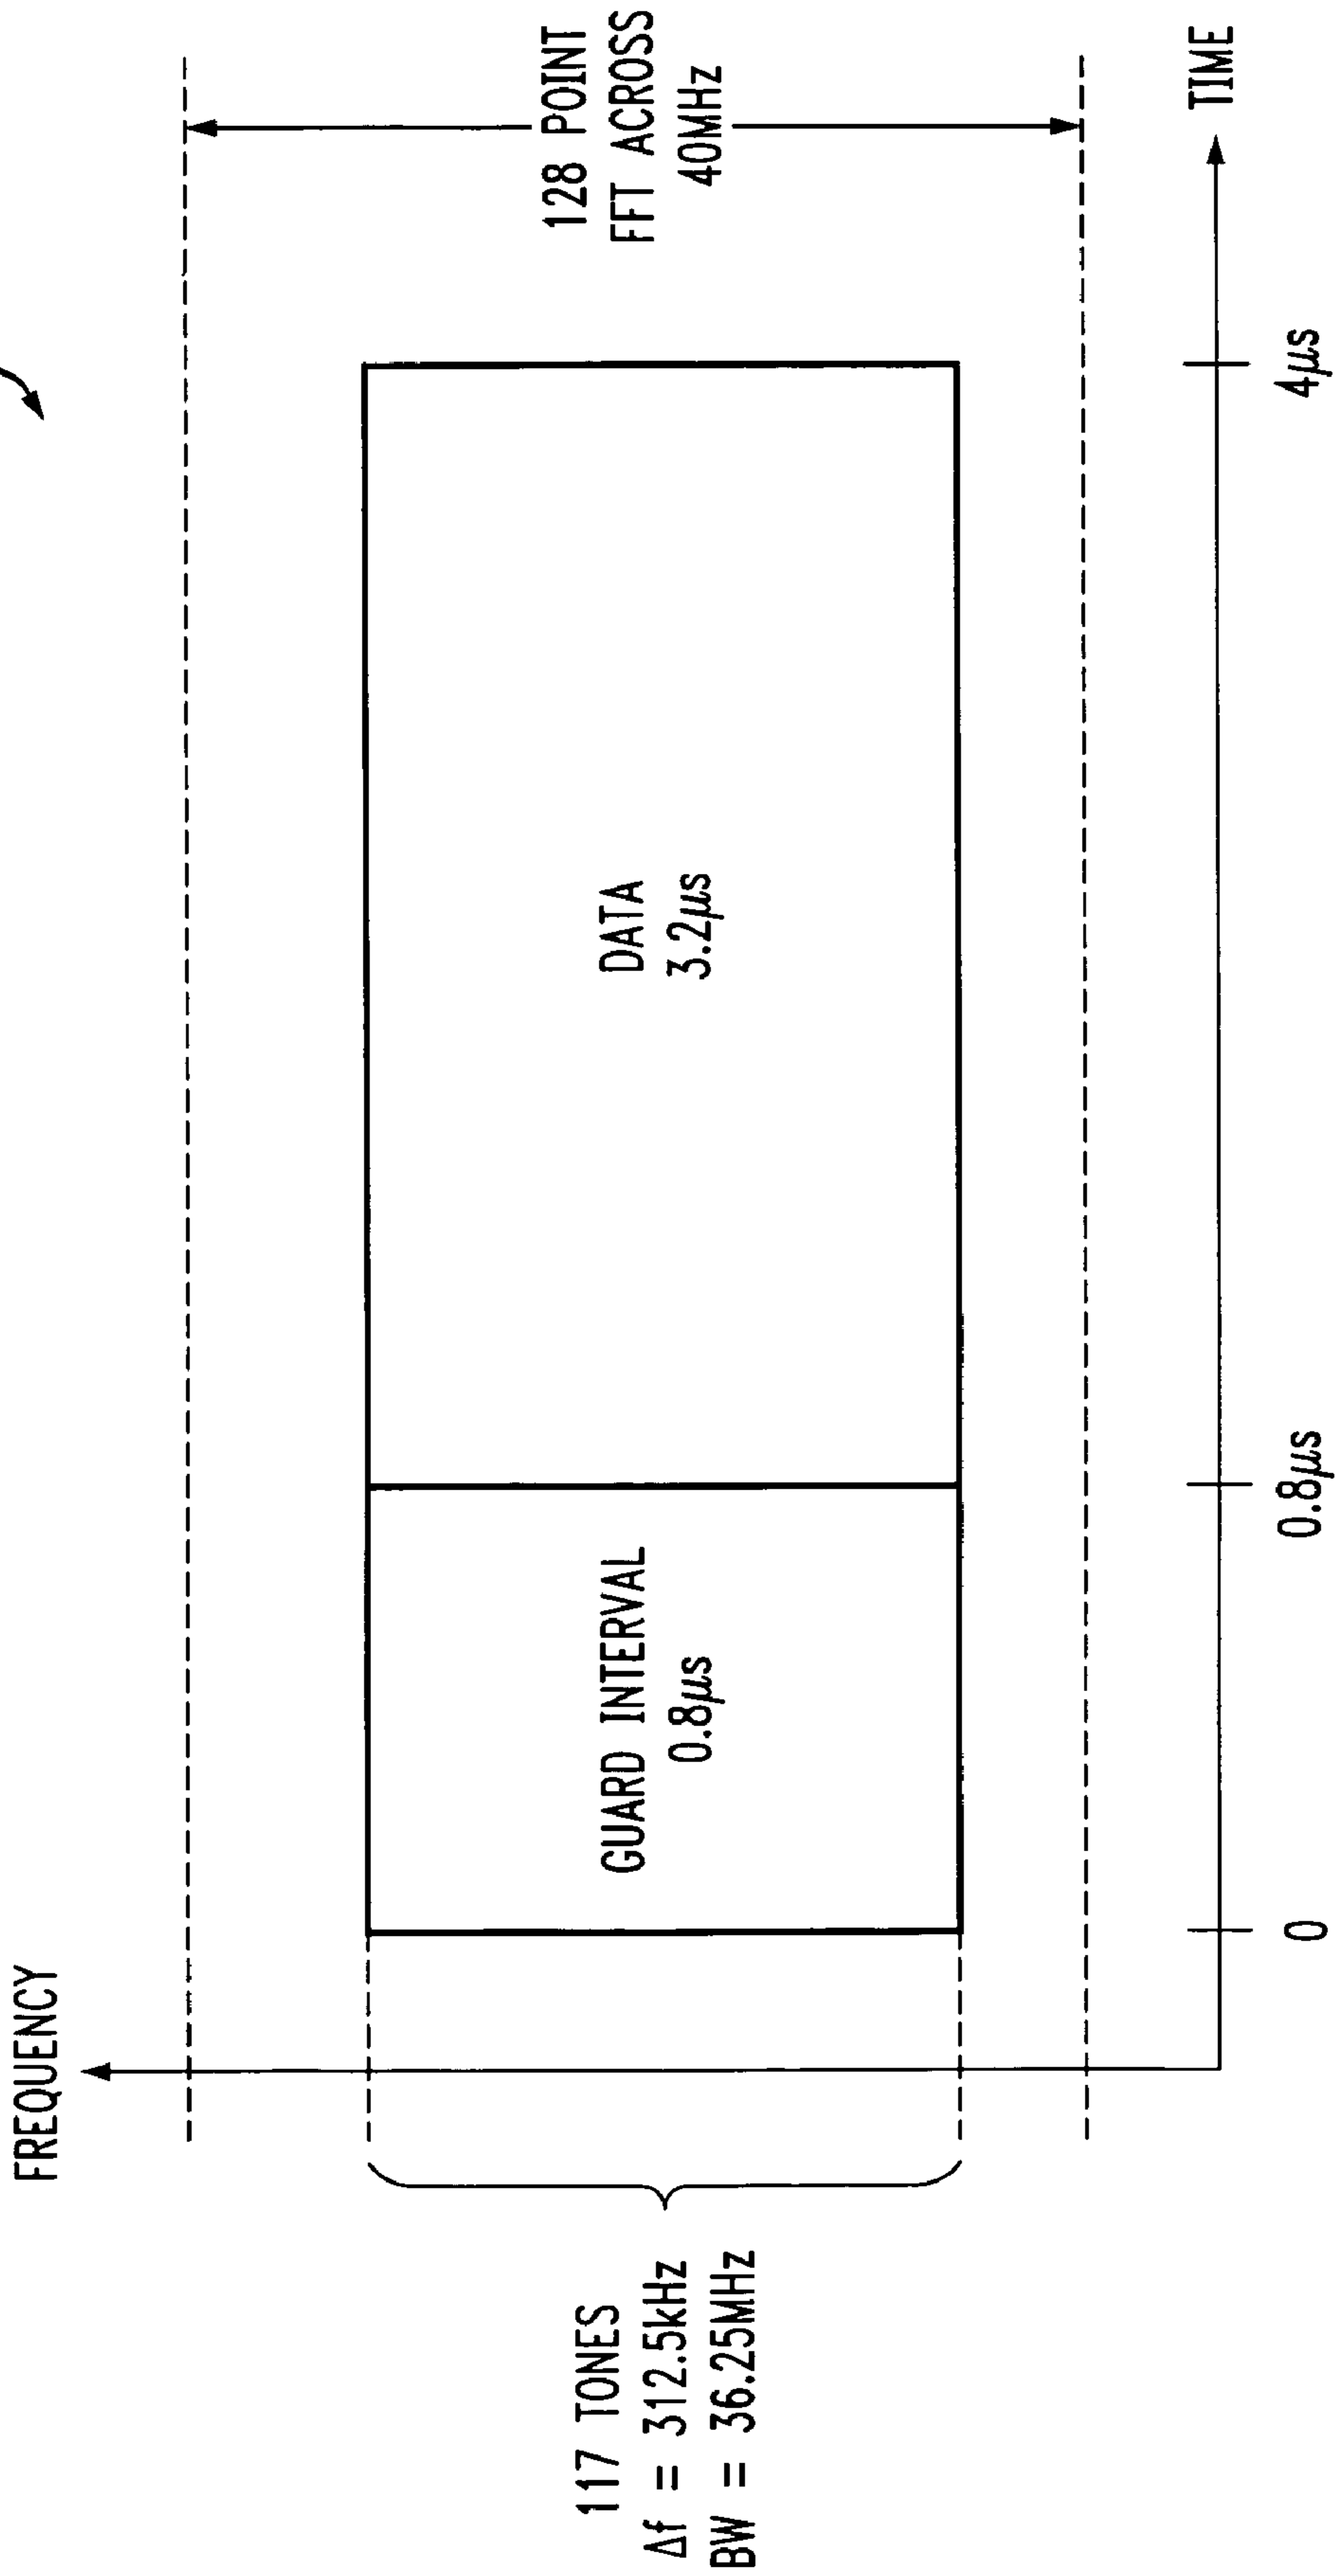 FREQUENCY
117 TONES
Δf = 312.5kHz
BW = 36.25MHz
GUARD INTERVAL
0.8μs
DATA
3.2μs
128 POINT
FFT ACROSS
40MHz
0
0.8μs
4μs
TIME